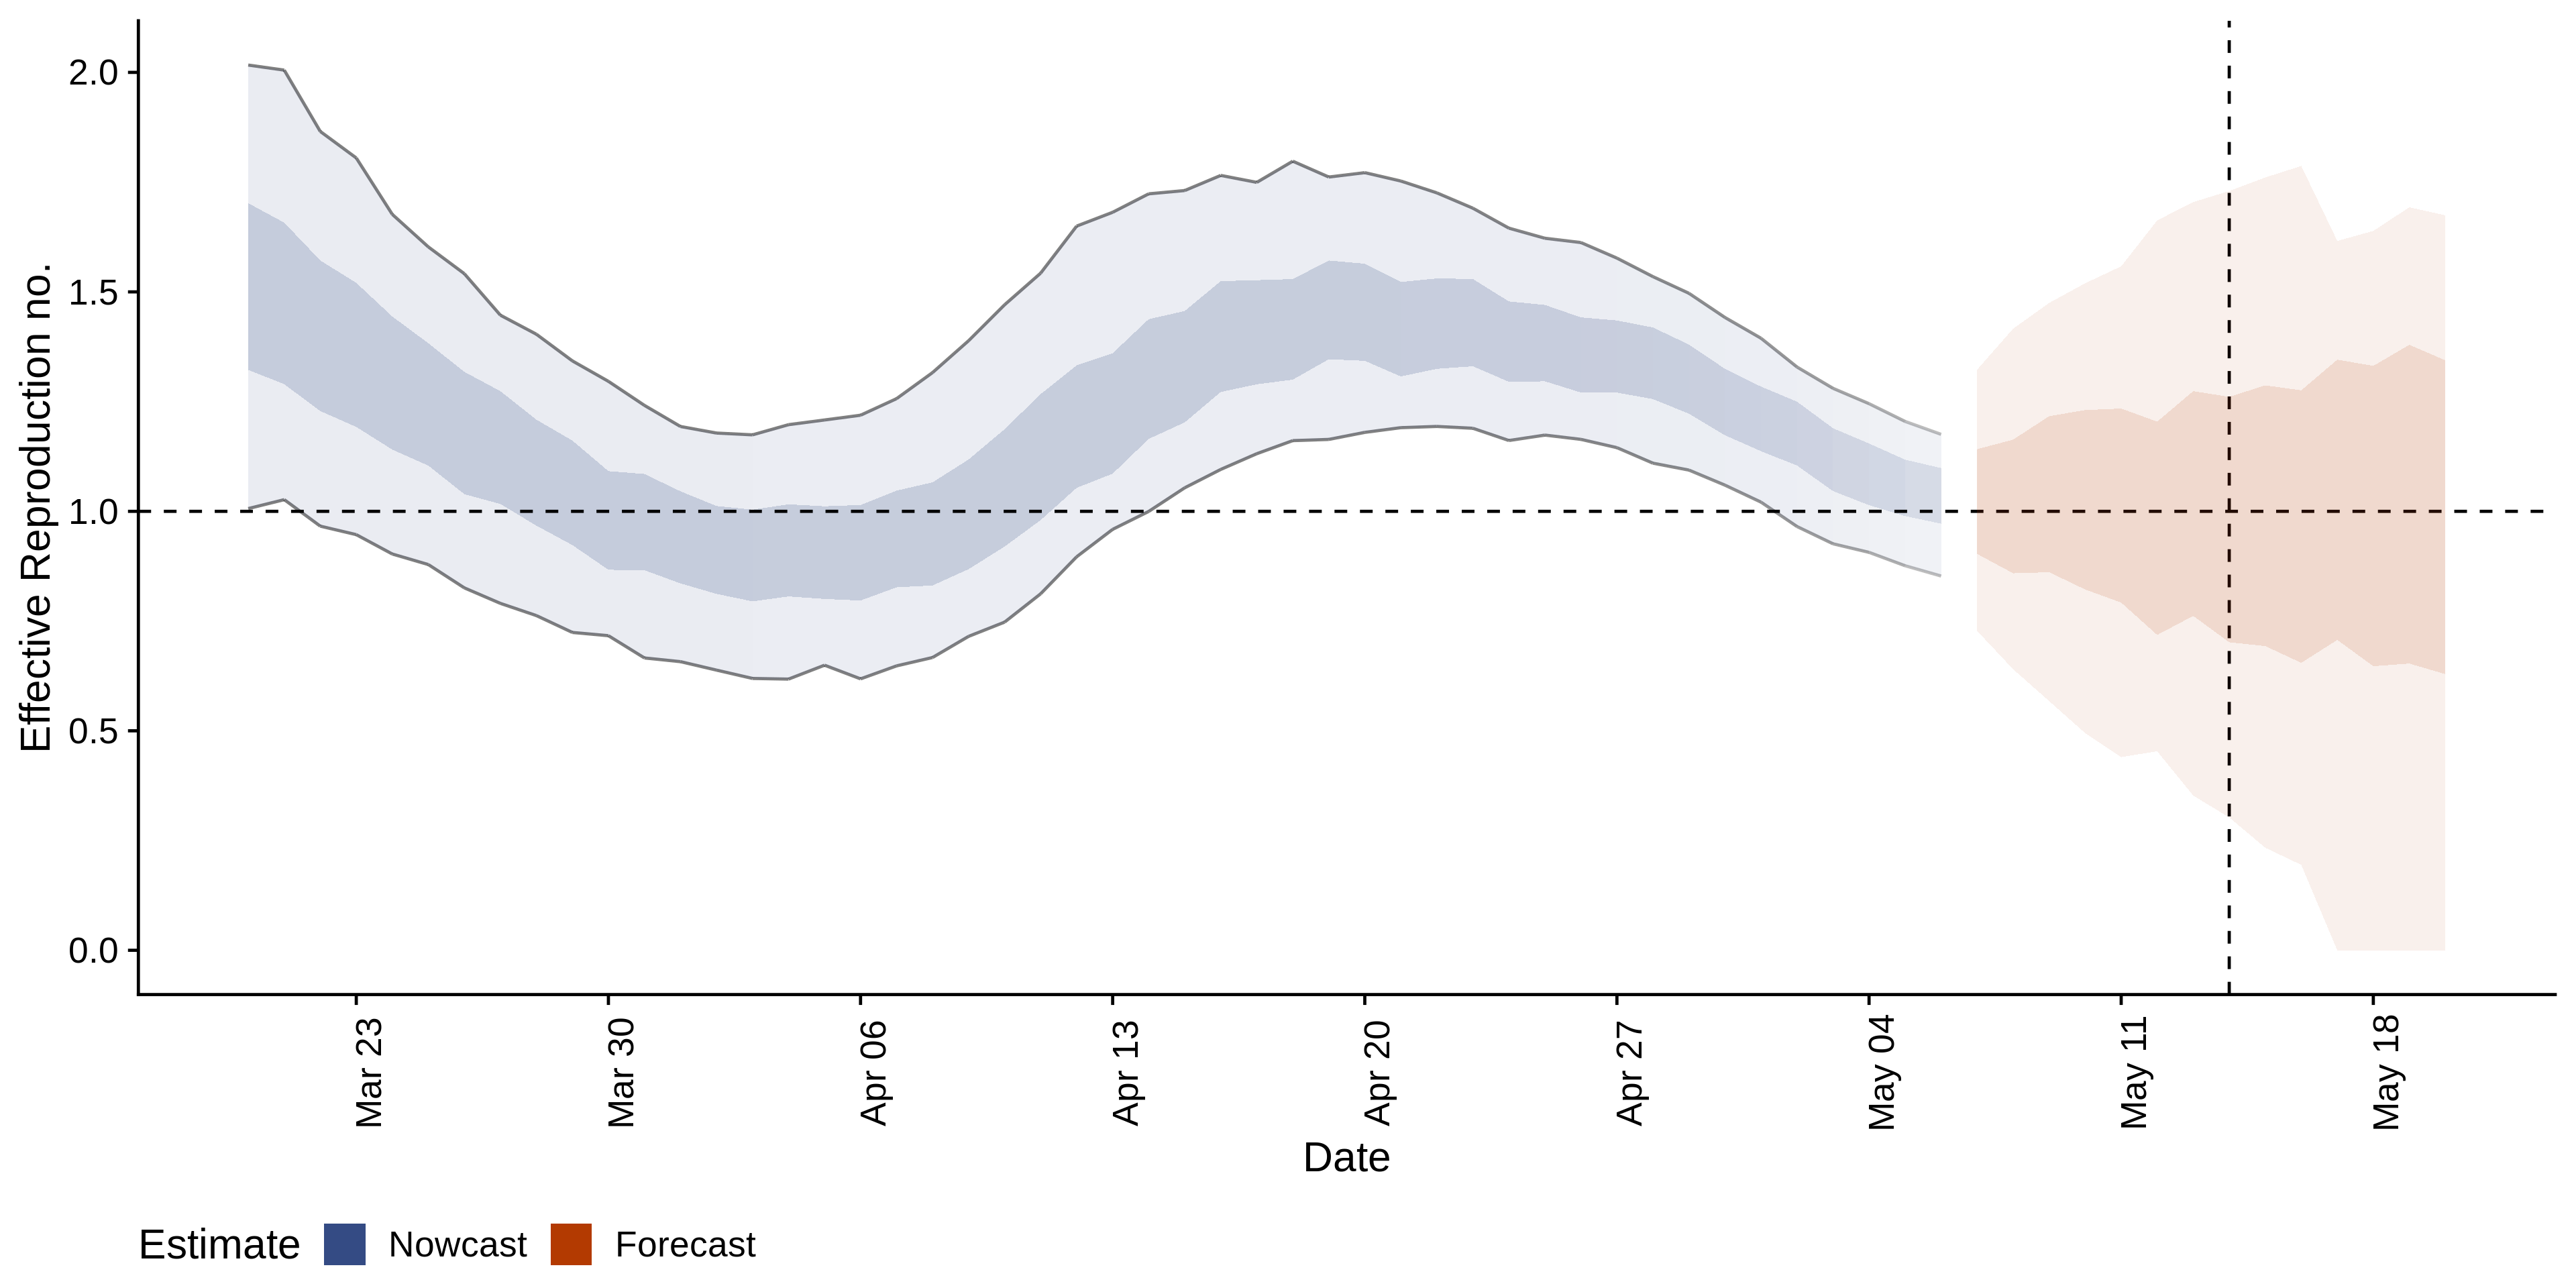 Effective Reproduction no.
2.0
1.5
1.0
0.5
0.0
Mar 23
Mar 30
Apr 06
Apr 13
Apr 20
Apr 27
May 04
May 11
May 18
Date
Estimate Nowcast Forecast